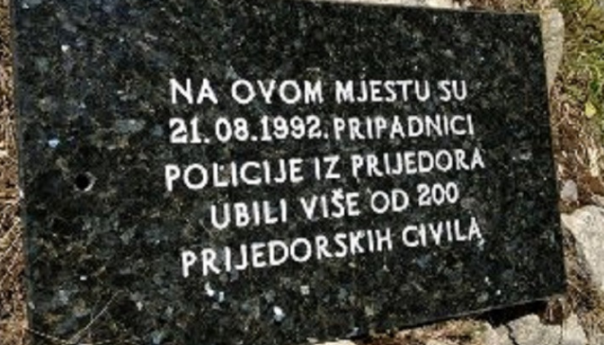 NA OVOM MJESTU SU
21.08.1992. PRIPADNICI
POLICIJE IZ PRIJEDORA
UBILI VIŠE OD 200
PRIJEDORSKIH CIVILA